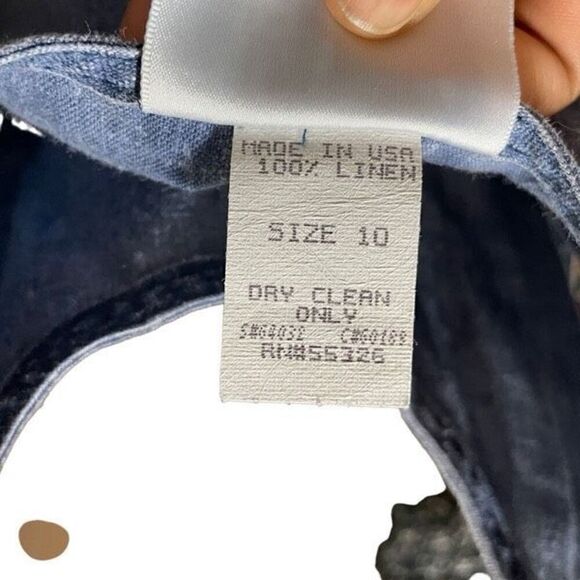 MADE IN USA
100% LINEN
SIZE 10
DRY CLEAN
ONLY
RN#55326